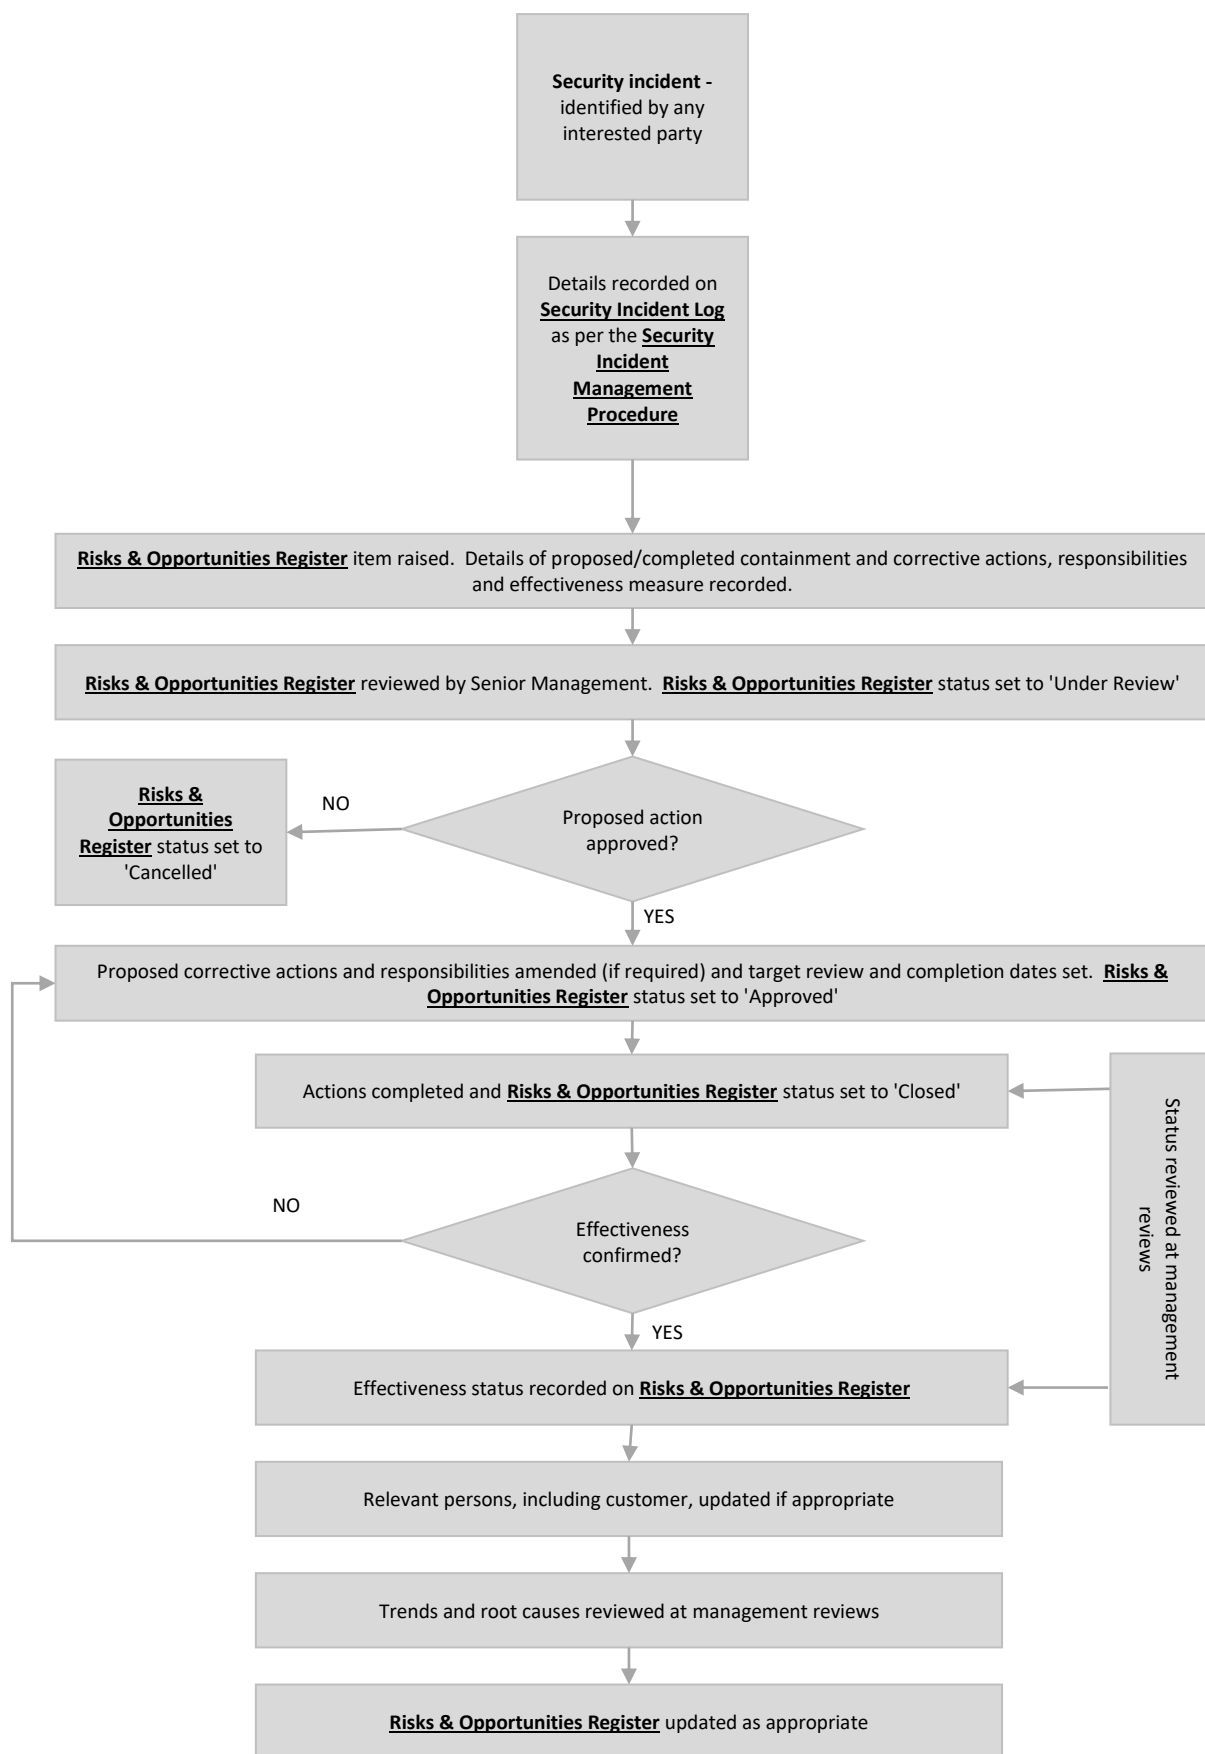 Security incident -
identified by any
interested party
Details recorded on
Security Incident Log
as per the Security
Incident
Management
Procedure
Risks & Opportunities Register item raised.  Details of proposed/completed containment and corrective actions, responsibilities
and effectiveness measure recorded.
Risks & Opportunities Register reviewed by Senior Management.  Risks & Opportunities Register status set to 'Under Review'
Risks &
Opportunities
Register status set to
'Cancelled'
NO
Proposed action
approved?
YES
Proposed corrective actions and responsibilities amended (if required) and target review and completion dates set.  Risks &
Opportunities Register status set to 'Approved'
Actions completed and Risks & Opportunities Register status set to 'Closed'
Status reviewed at management
reviews
NO
Effectiveness
confirmed?
YES
Effectiveness status recorded on Risks & Opportunities Register
Relevant persons, including customer, updated if appropriate
Trends and root causes reviewed at management reviews
Risks & Opportunities Register updated as appropriate